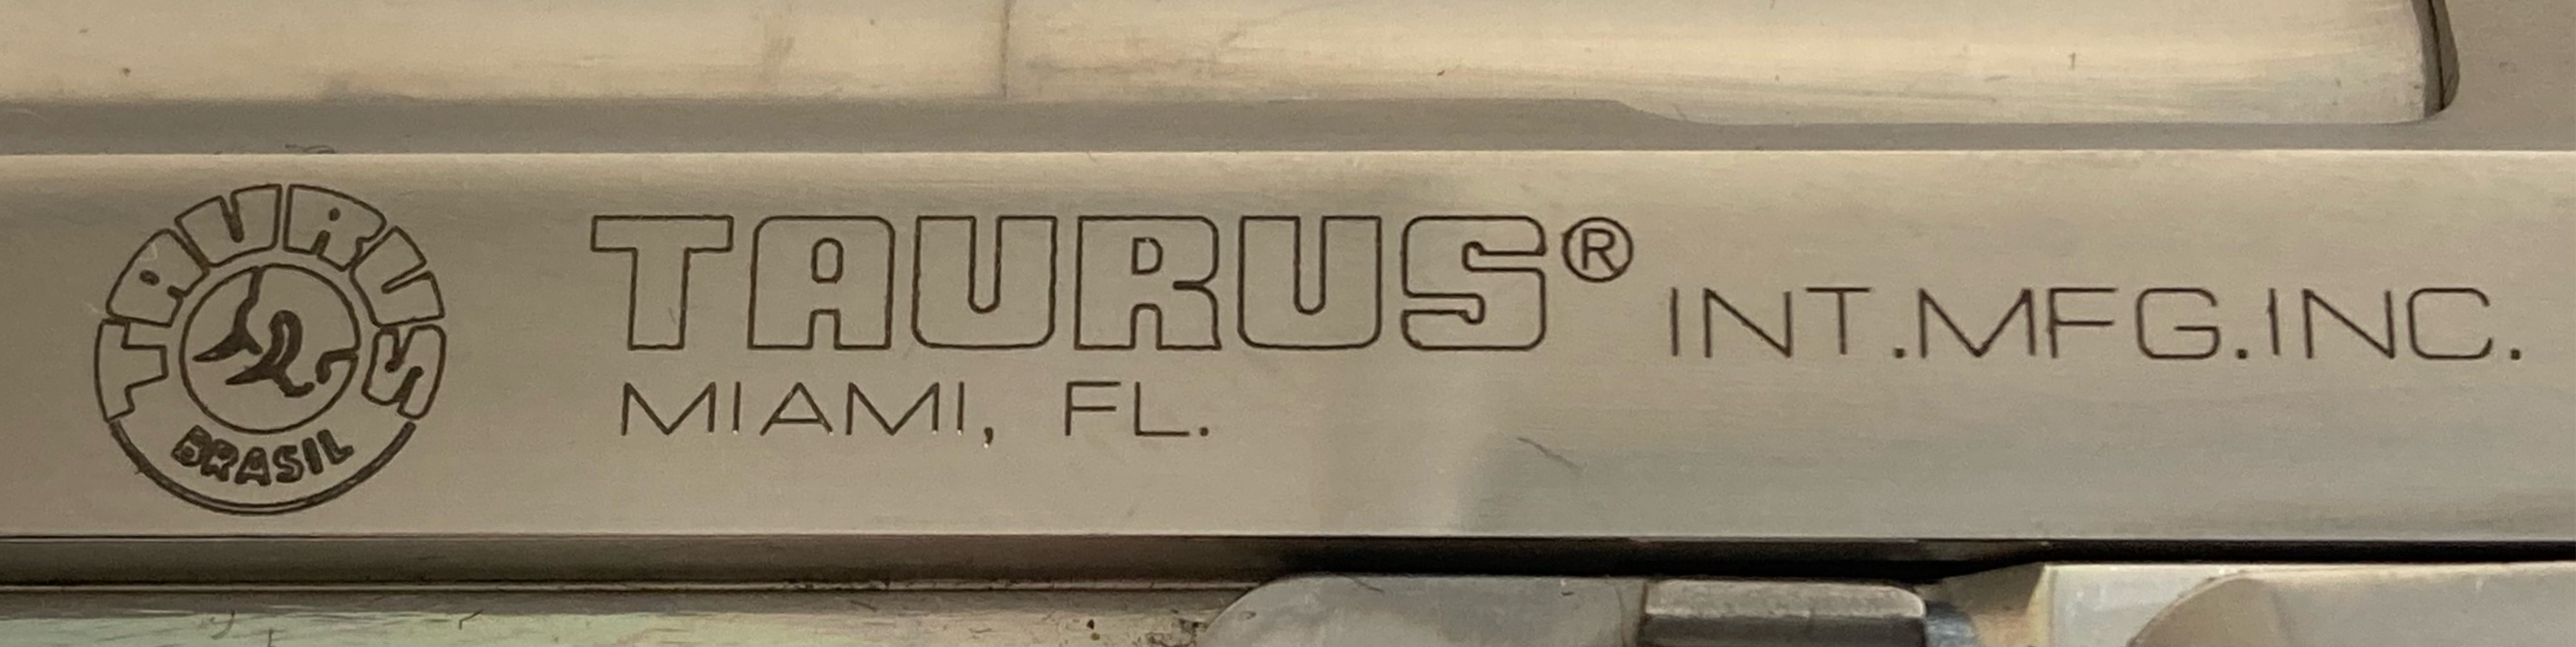 TAURUS
BRASIL
TAURUS® INT.MFG.INC.
MIAMI, FL.